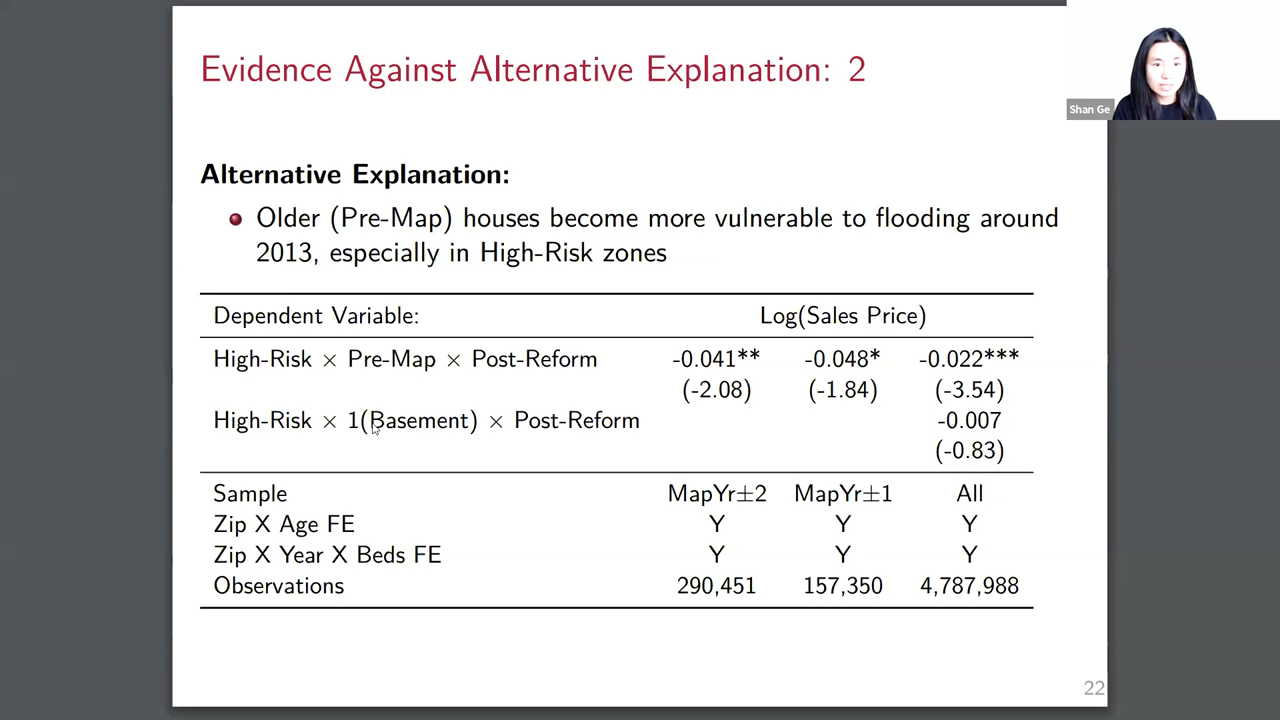 Evidence Against Alternative Explanation: 2
Shan Ge
Alternative Explanation:
Older (Pre-Map) houses become more vulnerable to flooding around
2013, especially in High-Risk zones
Dependent Variable: Log(Sales Price)
High-Risk × Pre-Map × Post-Reform -0.041** -0.048* -0.022***
(-2.08) (-1.84) (-3.54)
High-Risk × 1(Basement) × Post-Reform -0.007
(-0.83)
Sample MapYr±2 MapYr±1 All
Zip X Age FE Y Y Y
Zip X Year X Beds FE Y Y Y
Observations 290,451 157,350 4,787,988
22